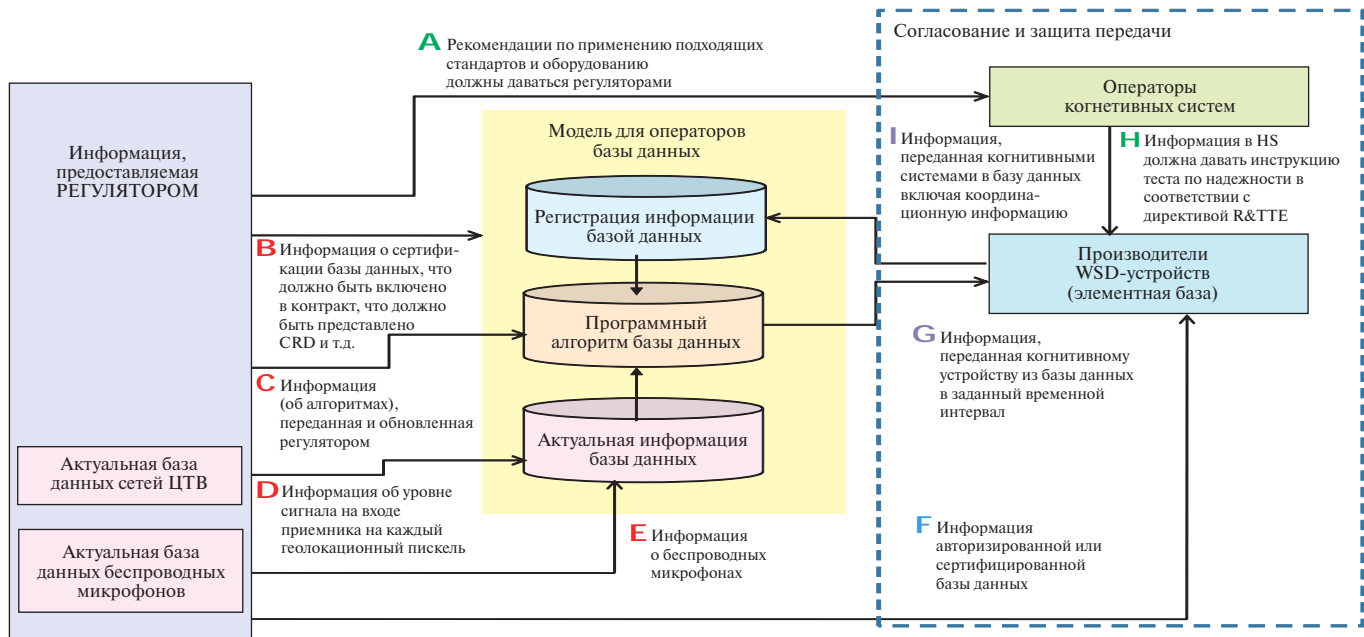 Согласование и защита передачи
A Рекомендации по применению подходящих
стандартов и оборудованию
должны даваться регуляторами
Операторы
когнетивных систем
Информация,
предоставляемая
РЕГУЛЯТОРОМ
Модель для операторов
базы данных
I Информация,
переданная когнитивными
системами в базу данных
включая координа-
ционную информацию
H Информация в HS
должна давать инструкцию
теста по надежности в
соответствии с
директивой R&TTE
Регистрация информации
базой данных
B Информация о сертифи-
кации базы данных, что
должно быть включено
в контракт, что должно
быть представлено
CRD и т.д.
Производители
WSD-устройств
(элементная база)
Программный
алгоритм базы данных
G Информация,
переданная когнитивному
устройству из базы данных
в заданный временной
интервал
C Информация
(об алгоритмах),
переданная и обновленная
регулятором
Актуальная информация
базы данных
Актуальная база
данных сетей ЦТВ
D Информация об уровне
сигнала на входе
приемника на каждый
геолокационный пискель
E Информация
о беспроводных
микрофонах
F Информация
авторизированной или
сертифицированной
базы данных
Актуальная база
данных беспроводных
микрофонов